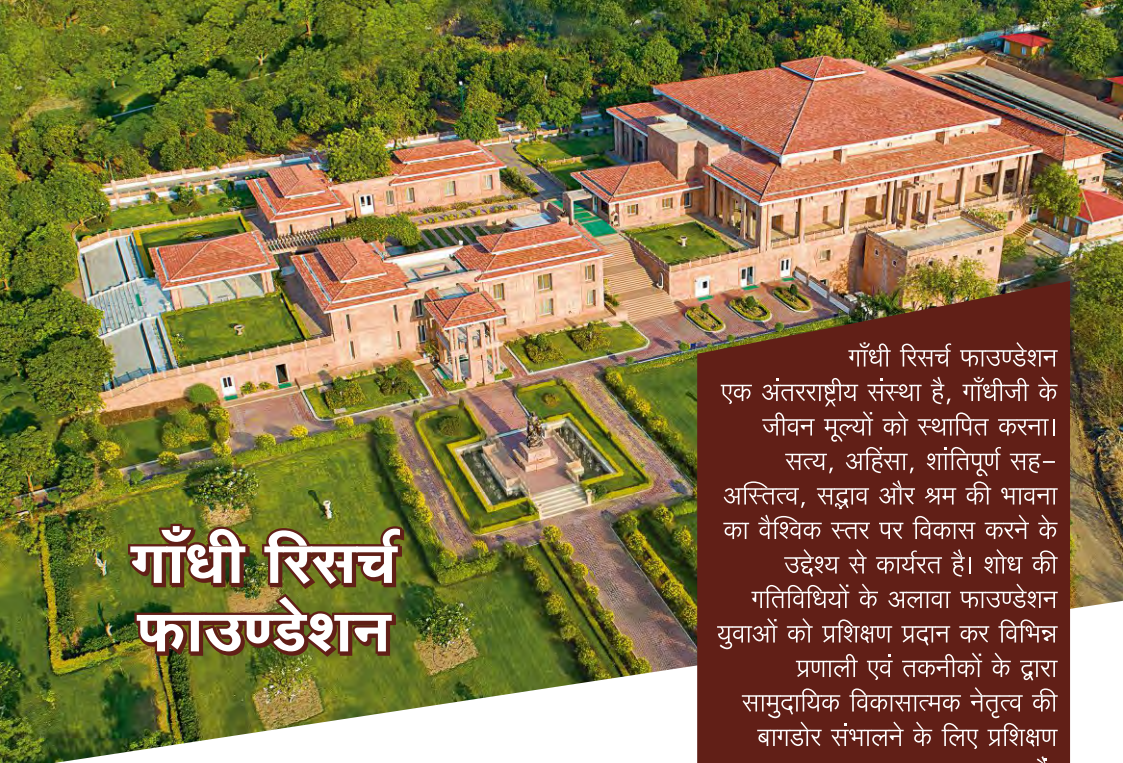 गाँधी रिसर्च
फाउण्डेशन
गाँधी रिसर्च फाउण्डेशन
एक अंतरराष्ट्रीय संस्था है, गाँधीजी के
जीवन मूल्यों को स्थापित करना।
सत्य, अहिंसा, शांतिपूर्ण सह–
अस्तित्व, सद्भाव और श्रम की भावना
का वैश्विक स्तर पर विकास करने के
उद्देश्य से कार्यरत है। शोध की
गतिविधियों के अलावा फाउण्डेशन
युवाओं को प्रशिक्षण प्रदान कर विभिन्न
प्रणाली एवं तकनीकों के द्वारा
सामुदायिक विकासात्मक नेतृत्व की
बागडोर संभालने के लिए प्रशिक्षण